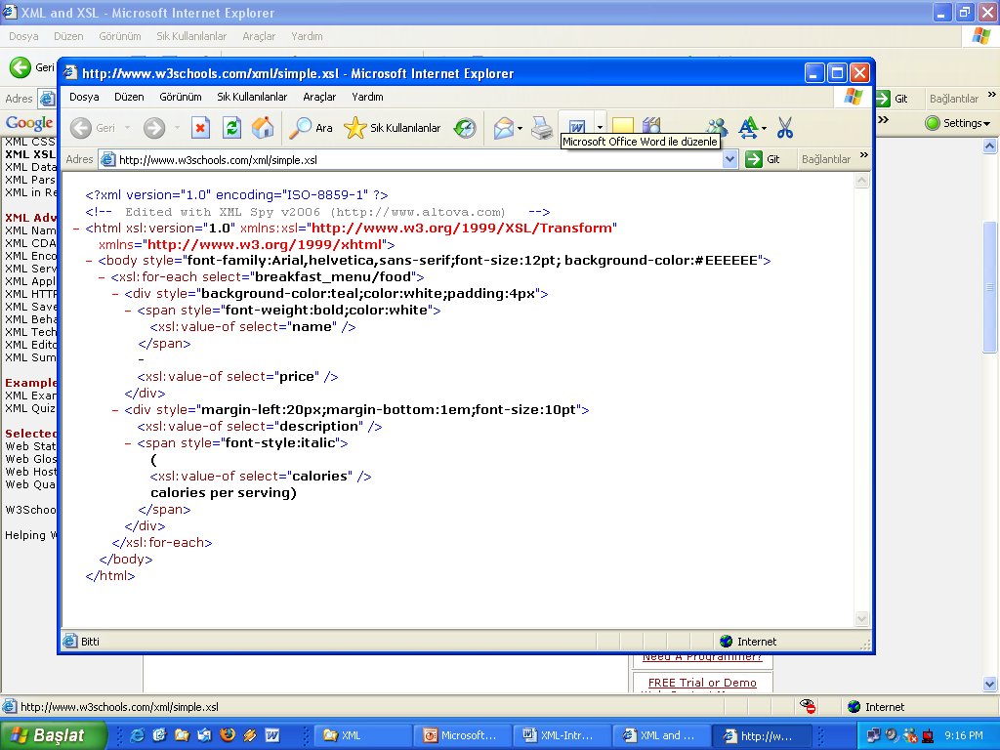 XML and XSL - Microsoft Internet Explorer
Dosya Düzen Görünüm Sık Kullanılanlar Araçlar Yardım
Geri
Adres
Git Bağlantılar »
Google
» Settings
XML CSS
XML XSL
XML Data
XML Pars
XML in Re
XML Adv
XML Nam
XML CDA
XML Enco
XML Serv
XML Appl
XML HTTP
XML Save
XML Beha
XML Tech
XML Edito
XML Sum
Example
XML Exar
XML Quiz
Selected
Web Stat
Web Glos
Web Host
Web Qua
W3Schoo
Helping W
http://www.w3schools.com/xml/simple.xsl - Microsoft Internet Explorer
Dosya Düzen Görünüm Sık Kullanılanlar Araçlar Yardım
Geri Ara Sık Kullanılanlar
Microsoft Office Word ile düzenle
Adres http://www.w3schools.com/xml/simple.xsl Git Bağlantılar »
<?xml version="1.0" encoding="ISO-8859-1" ?>
<!-- Edited with XML Spy v2006 (http://www.altova.com) -->
- <html xsl:version="1.0" xmlns:xsl="http://www.w3.org/1999/XSL/Transform"
xmlns="http://www.w3.org/1999/xhtml">
- <body style="font-family:Arial,helvetica,sans-serif;font-size:12pt; background-color:#EEEEEE">
- <xsl:for-each select="breakfast_menu/food">
- <div style="background-color:teal;color:white;padding:4px">
- <span style="font-weight:bold;color:white">
<xsl:value-of select="name" />
</span>
-
<xsl:value-of select="price" />
</div>
- <div style="margin-left:20px;margin-bottom:1em;font-size:10pt">
<xsl:value-of select="description" />
- <span style="font-style:italic">
(
<xsl:value-of select="calories" />
calories per serving)
</span>
</div>
</xsl:for-each>
</body>
</html>
Bitti Internet
Need A Programmer?
FREE Trial or Demo
http://www.w3schools.com/xml/simple.xsl Internet
Başlat XML Microsoft... XML-Intr... XML and ... http://w... 9:16 PM